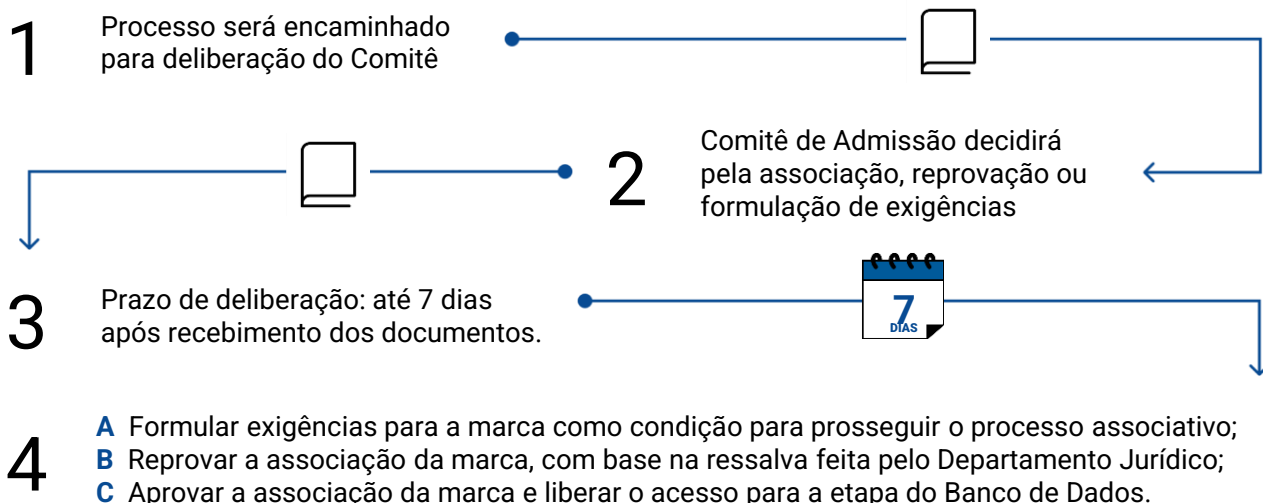 1
Processo será encaminhado
para deliberação do Comitê
2
Comitê de Admissão decidirá
pela associação, reprovação ou
formulação de exigências
3
Prazo de deliberação: até 7 dias
após recebimento dos documentos.
7
DIAS
4
A Formular exigências para a marca como condição para prosseguir o processo associativo;
B Reprovar a associação da marca, com base na ressalva feita pelo Departamento Jurídico;
C Aprovar a associação da marca e liberar o acesso para a etapa do Banco de Dados.